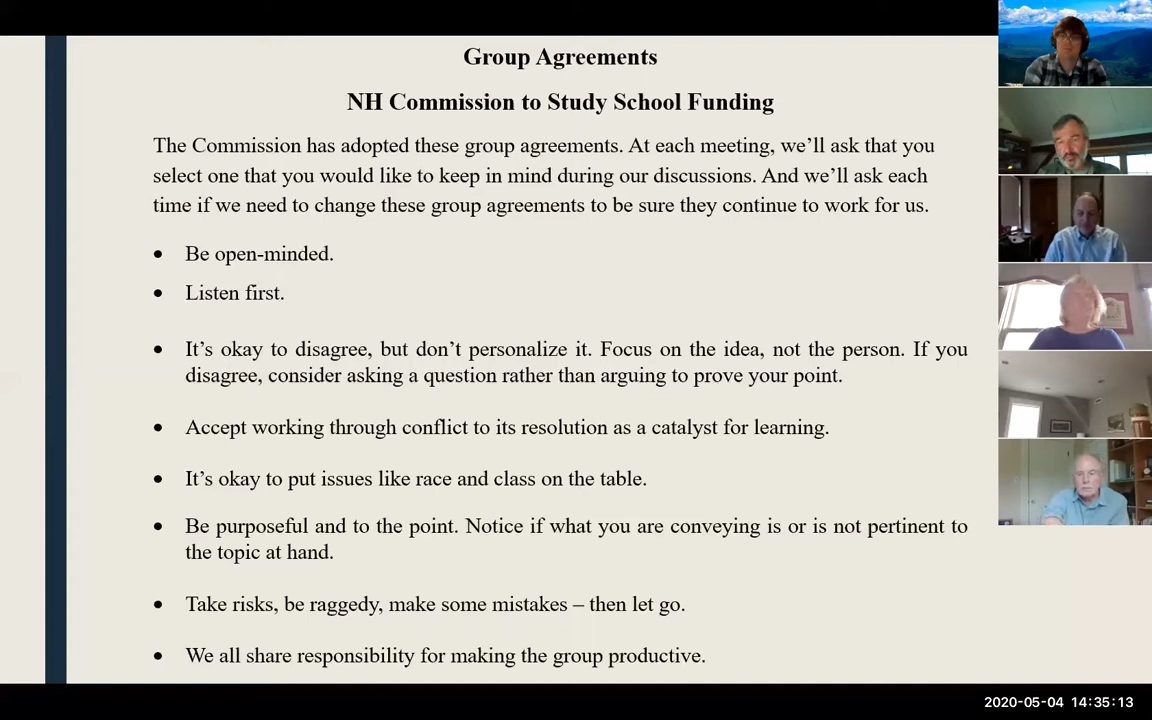 Group Agreements
NH Commission to Study School Funding
The Commission has adopted these group agreements. At each meeting, we’ll ask that you
select one that you would like to keep in mind during our discussions. And we’ll ask each
time if we need to change these group agreements to be sure they continue to work for us.
• Be open-minded.
• Listen first.
• It’s okay to disagree, but don’t personalize it. Focus on the idea, not the person. If you
disagree, consider asking a question rather than arguing to prove your point.
• Accept working through conflict to its resolution as a catalyst for learning.
• It’s okay to put issues like race and class on the table.
• Be purposeful and to the point. Notice if what you are conveying is or is not pertinent to
the topic at hand.
• Take risks, be raggedy, make some mistakes – then let go.
• We all share responsibility for making the group productive.
2020-05-04 14:35:13